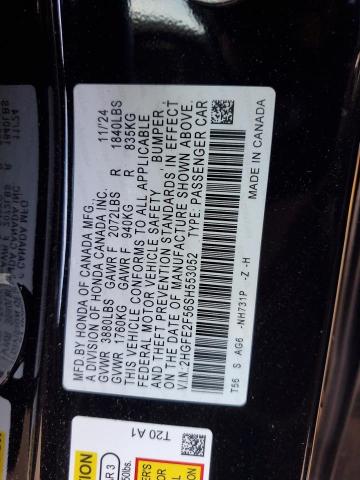 MFD BY HONDA OF CANADA MFG., 11/24
A DIVISION OF HONDA CANADA INC.
GVWR 3880LBS GAWR F 2072LBS R 1840LBS
GVWR 1760KG GAWR F 940KG R 835KG
THIS VEHICLE CONFORMS TO ALL APPLICABLE
FEDERAL MOTOR VEHICLE SAFETY, BUMPER,
AND THEFT PREVENTION STANDARDS IN EFFECT
ON THE DATE OF MANUFACTURE SHOWN ABOVE.
V.I.N: 2HGFE2F56SH553052 TYPE: PASSENGER CAR
T56 S AG6 -NH731P -Z -H MADE IN CANADA
T20 A1